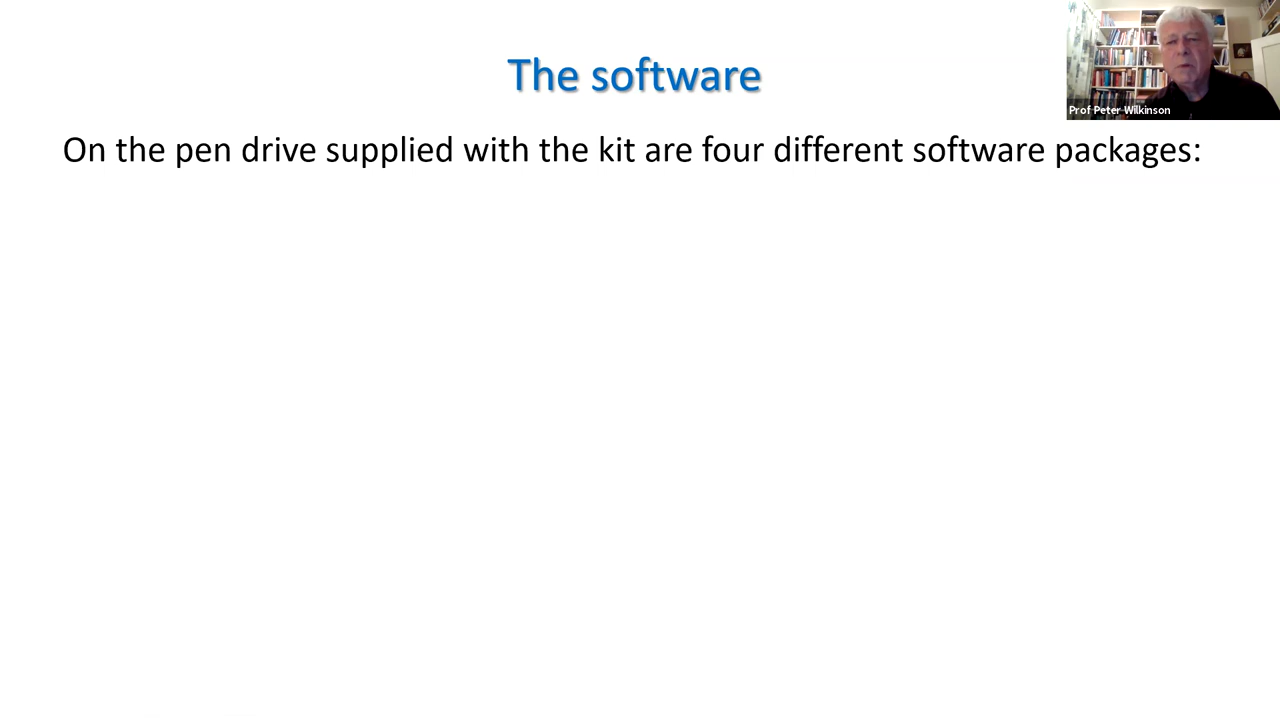 The software
Prof Peter Wilkinson
On the pen drive supplied with the kit are four different software packages: